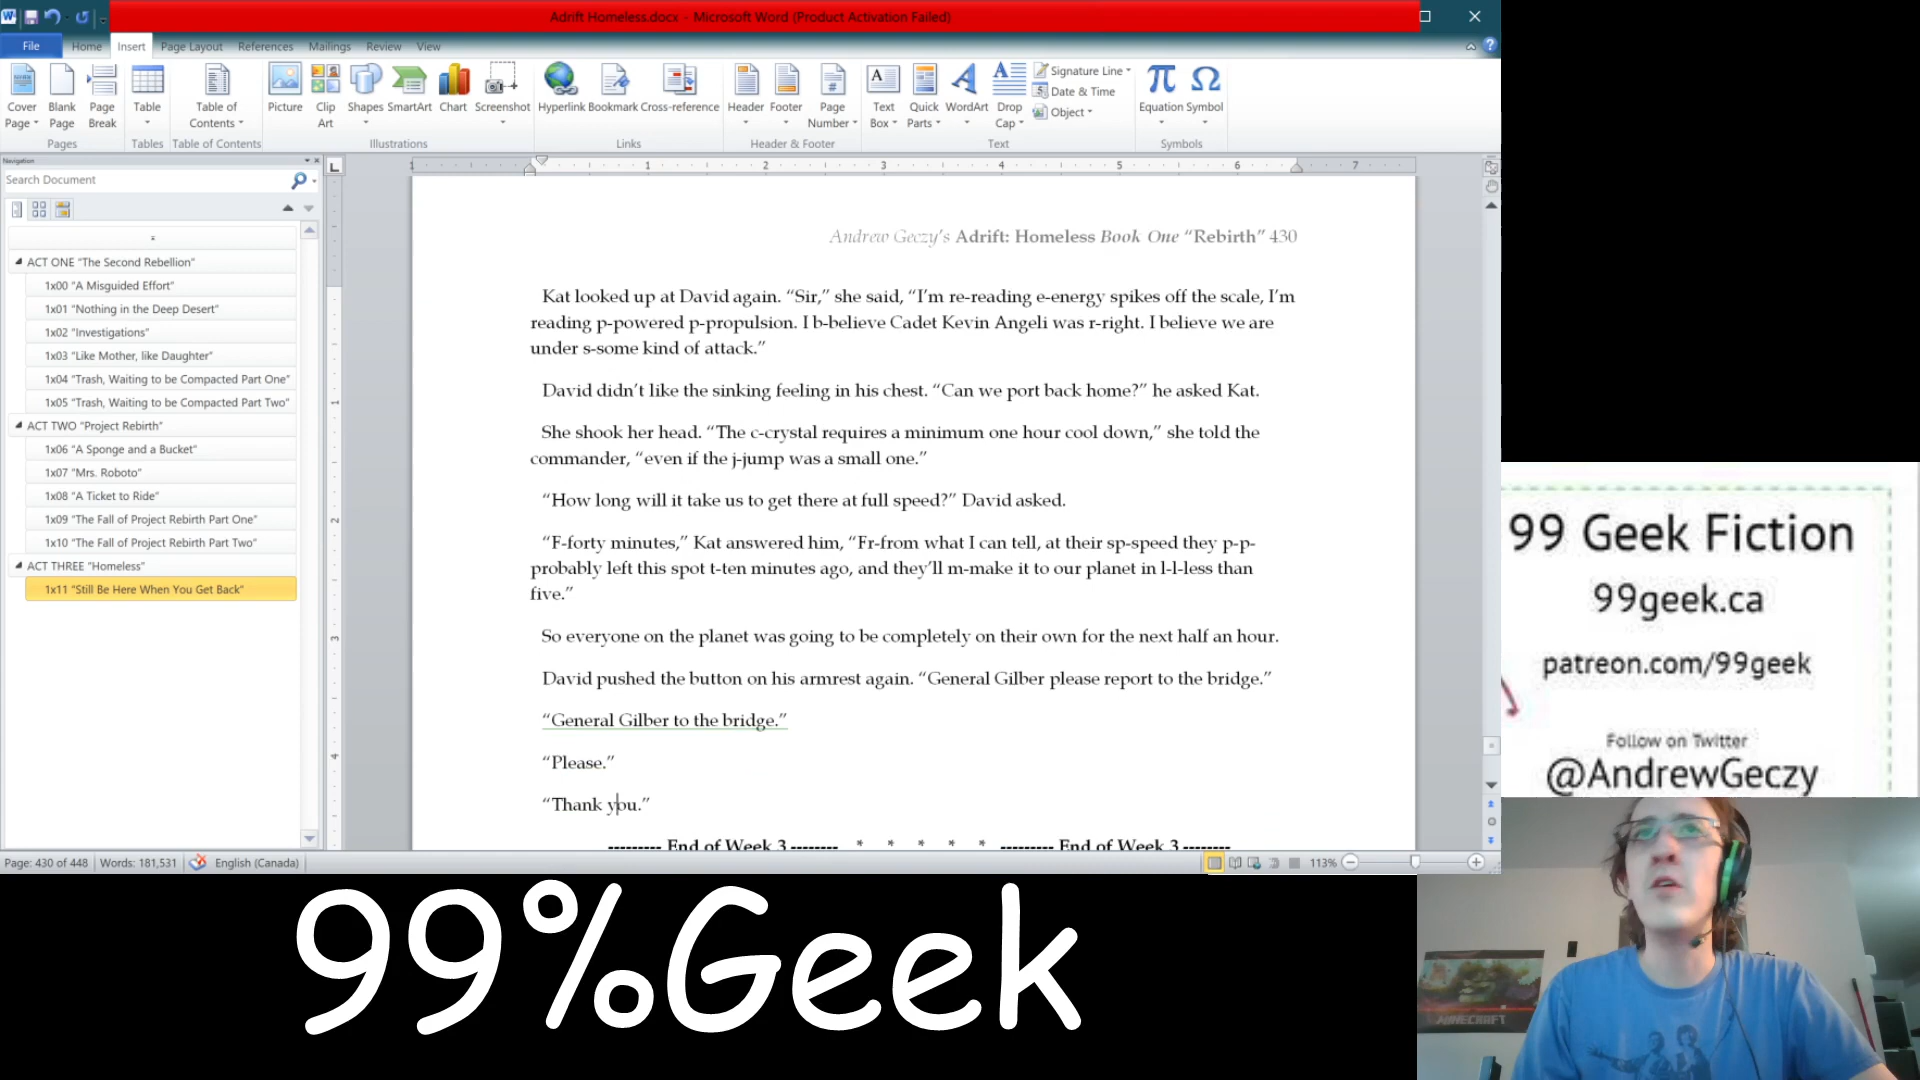 Adrift Homeless.docx - Microsoft Word (Product Activation Failed)
File Home Insert Page Layout References Mailings Review View
Cover Page
Blank Page
Page Break
Table
Table of Contents
Picture
Clip Art
Shapes
SmartArt
Chart
Screenshot
Hyperlink
Bookmark
Cross-reference
Header
Footer
Page Number
Text Box
Quick Parts
WordArt
Drop Cap
Signature Line
Date & Time
Object
Equation
Symbol
Pages Tables Table of Contents Illustrations Links Header & Footer Text Symbols
Navigation
Search Document
ACT ONE “The Second Rebellion”
1x00 “A Misguided Effort”
1x01 “Nothing in the Deep Desert”
1x02 “Investigations”
1x03 “Like Mother, like Daughter”
1x04 “Trash, Waiting to be Compacted Part One”
1x05 “Trash, Waiting to be Compacted Part Two”
ACT TWO “Project Rebirth”
1x06 “A Sponge and a Bucket”
1x07 “Mrs. Roboto”
1x08 “A Ticket to Ride”
1x09 “The Fall of Project Rebirth Part One”
1x10 “The Fall of Project Rebirth Part Two”
ACT THREE “Homeless”
1x11 “Still Be Here When You Get Back”
1 1 2 3 4 5 6 7
1
2
3
4
Andrew Geczy’s Adrift: Homeless Book One “Rebirth” 430
Kat looked up at David again. “Sir,” she said, “I’m re-reading e-energy spikes off the scale, I’m
reading p-powered p-propulsion. I b-believe Cadet Kevin Angeli was r-right. I believe we are
under s-some kind of attack.”
David didn’t like the sinking feeling in his chest. “Can we port back home?” he asked Kat.
She shook her head. “The c-crystal requires a minimum one hour cool down,” she told the
commander, “even if the j-jump was a small one.”
“How long will it take us to get there at full speed?” David asked.
“F-forty minutes,” Kat answered him, “Fr-from what I can tell, at their sp-speed they p-p-
probably left this spot t-ten minutes ago, and they’ll m-make it to our planet in l-l-less than
five.”
So everyone on the planet was going to be completely on their own for the next half an hour.
David pushed the button on his armrest again. “General Gilber please report to the bridge.”
“General Gilber to the bridge.”
“Please.”
“Thank you.”
--------- End of Week 3 -------- * * * * * --------- End of Week 3 --------
Page: 430 of 448 Words: 181,531 English (Canada) 113%
99 Geek Fiction
99geek.ca
patreon.com/99geek
Follow on Twitter
@AndrewGeczy
MINECRAFT
99%Geek